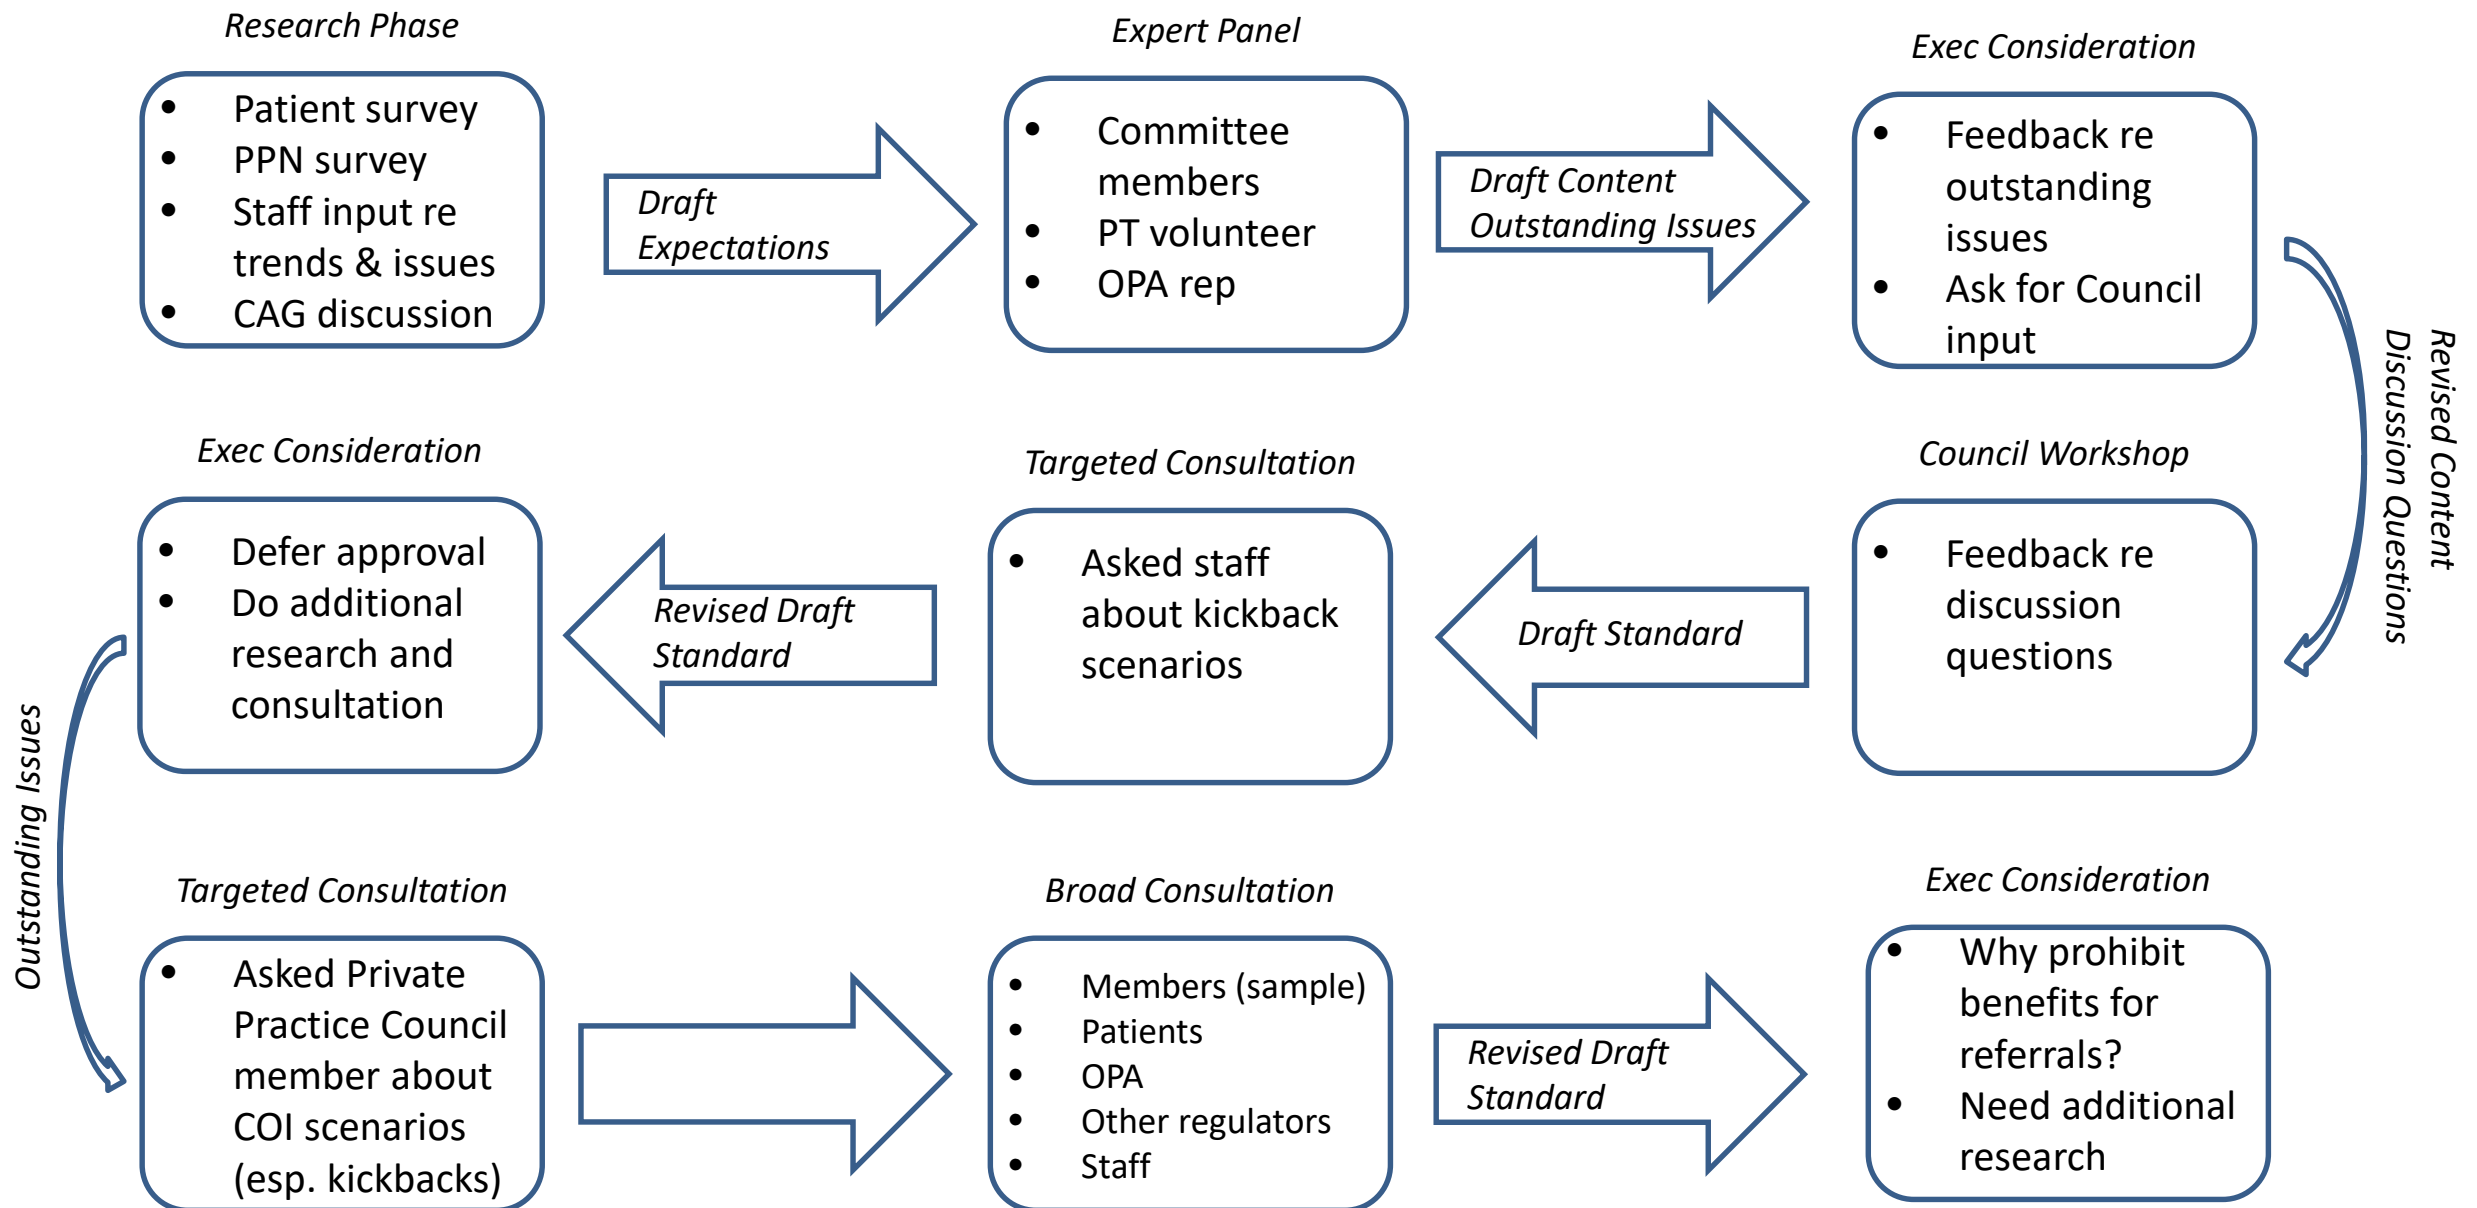 Research Phase
• Patient survey
• PPN survey
• Staff input re
trends & issues
• CAG discussion
Draft
Expectations
Expert Panel
• Committee
members
• PT volunteer
• OPA rep
Draft Content
Outstanding Issues
Exec Consideration
• Feedback re
outstanding
issues
• Ask for Council
input
Revised Content
Discussion Questions
Council Workshop
• Feedback re
discussion
questions
Draft Standard
Targeted Consultation
• Asked staff
about kickback
scenarios
Revised Draft
Standard
Exec Consideration
• Defer approval
• Do additional
research and
consultation
Outstanding Issues
Targeted Consultation
• Asked Private
Practice Council
member about
COI scenarios
(esp. kickbacks)
Broad Consultation
• Members (sample)
• Patients
• OPA
• Other regulators
• Staff
Revised Draft
Standard
Exec Consideration
• Why prohibit
benefits for
referrals?
• Need additional
research